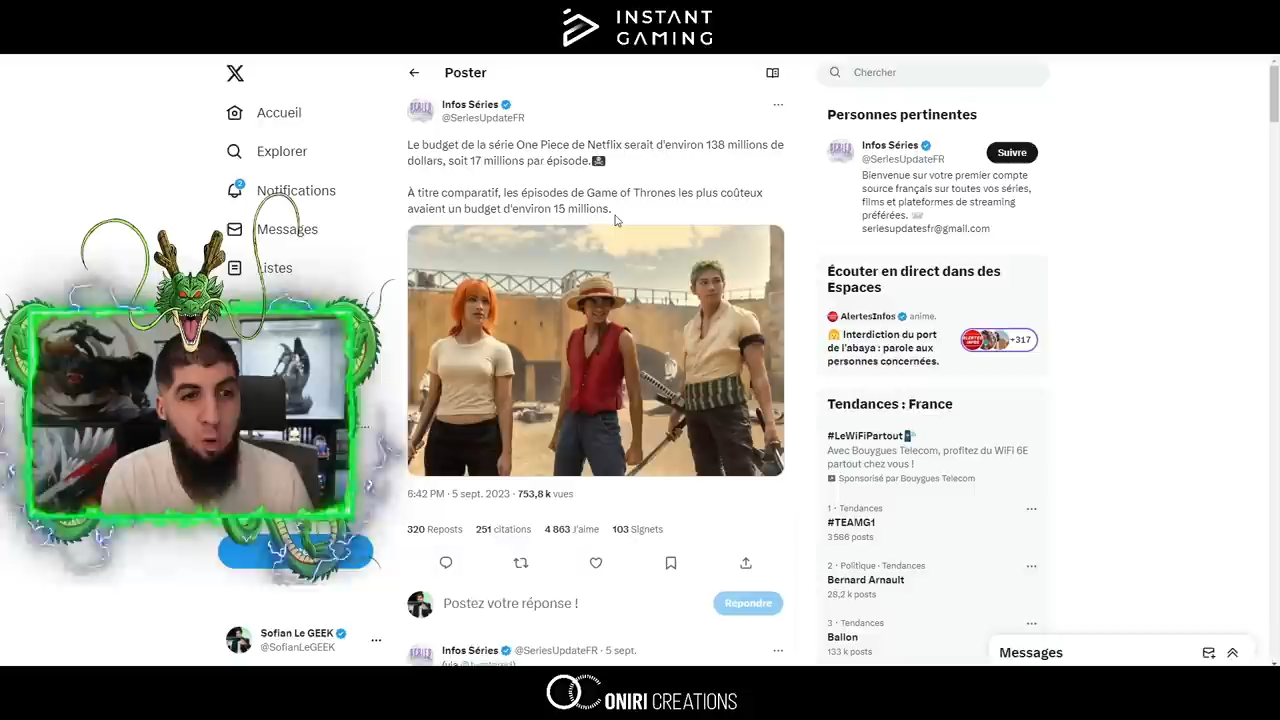 INSTANT
GAMING
Poster
Chercher
Accueil
Explorer
2
Notifications
Messages
Listes
Sofian Le GEEK
@SofianLeGEEK
Infos Séries
@SeriesUpdateFR
Le budget de la série One Piece de Netflix serait d'environ 138 millions de
dollars, soit 17 millions par épisode.
À titre comparatif, les épisodes de Game of Thrones les plus coûteux
avaient un budget d'environ 15 millions.
6:42 PM · 5 sept. 2023 · 753,8 k vues
320 Reposts 251 citations 4 863 J'aime 103 Signets
Postez votre réponse !
Répondre
Infos Séries @SeriesUpdateFR · 5 sept.
Personnes pertinentes
Infos Séries
@SeriesUpdateFR
Suivre
Bienvenue sur votre premier compte
source français sur toutes vos séries,
films et plateformes de streaming
préférées.
seriesupdatesfr@gmail.com
Écouter en direct dans des
Espaces
AlertesInfos anime.
Interdiction du port
de l'abaya : parole aux
personnes concernées.
+317
Tendances : France
#LeWiFiPartout
Avec Bouygues Telecom, profitez du WiFi 6E
partout chez vous !
Sponsorisé par Bouygues Telecom
1 · Tendances
#TEAMG1
3 586 posts
2 · Politique · Tendances
Bernard Arnault
28,2 k posts
3 · Tendances
Ballon
133 k posts
Messages
ONIRI CREATIONS